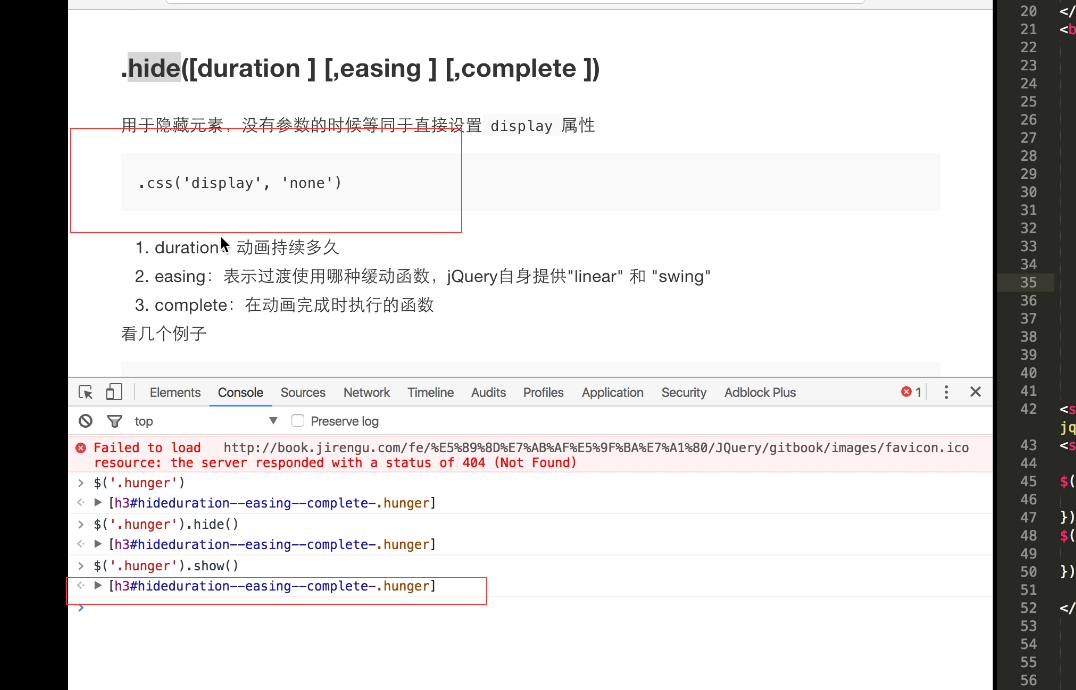 .hide([duration ] [,easing ] [,complete ])
用于隐藏元素，没有参数的时候等同于直接设置 display 属性
.css('display', 'none')
1. duration 动画持续多久
2. easing：表示过渡使用哪种缓动函数，jQuery自身提供"linear" 和 "swing"
3. complete：在动画完成时执行的函数
看几个例子
Elements Console Sources Network Timeline Audits Profiles Application Security Adblock Plus 1
top Preserve log
Failed to load http://book.jirengu.com/fe/%E5%89%8D%E7%AB%AF%E5%9F%BA%E7%A1%80/JQuery/gitbook/images/favicon.ico
resource: the server responded with a status of 404 (Not Found)
> $('.hunger')
[h3#hideduration--easing--complete-.hunger]
> $('.hunger').hide()
[h3#hideduration--easing--complete-.hunger]
> $('.hunger').show()
[h3#hideduration--easing--complete-.hunger]
>
20 </
21 <b
22
23
24
25
26
27
28
29
30
31
32
33
34
35
36
37
38
39
40
41
42 <s
jq
43 <s
44
45 $(
46
47 })
48 $(
49
50 })
51
52 </
53
54
55
56